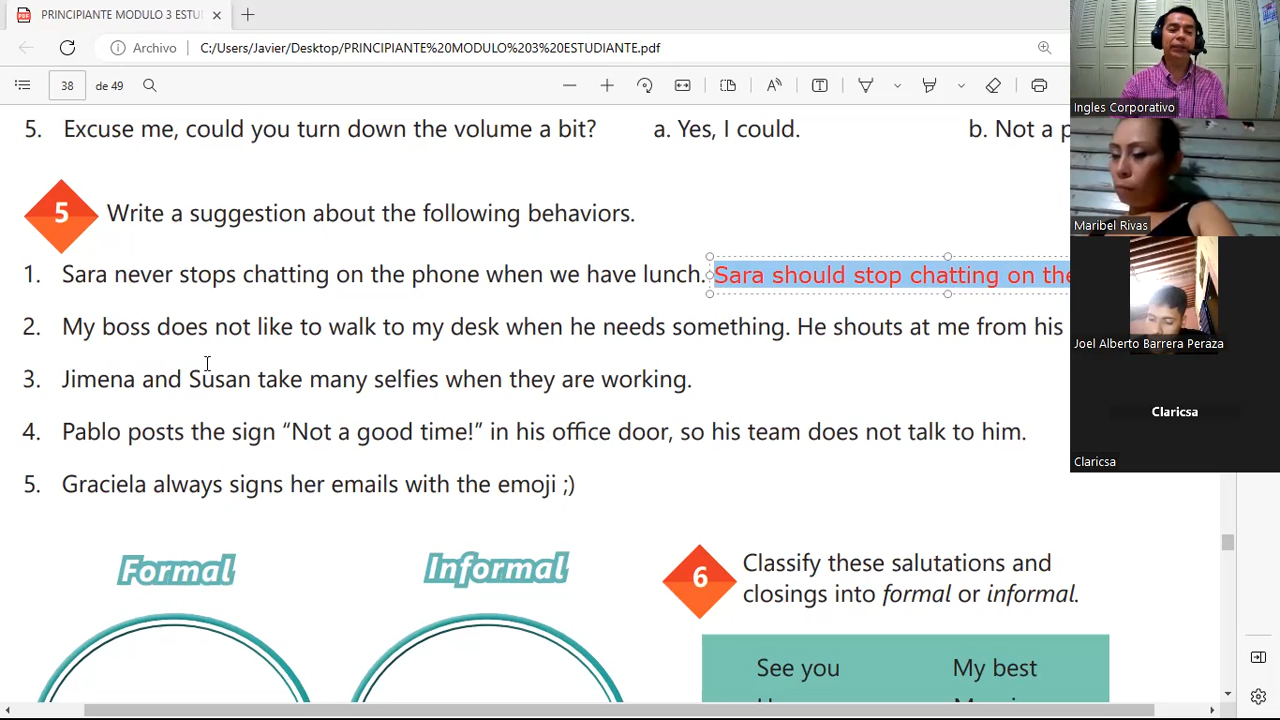 PRINCIPIANTE MODULO 3 ESTU
Archivo
C:/Users/Javier/Desktop/PRINCIPIANTE%20MODULO%203%20ESTUDIANTE.pdf
38 de 49
5. Excuse me, could you turn down the volume a bit? a. Yes, I could. b. Not a p
5 Write a suggestion about the following behaviors.
1. Sara never stops chatting on the phone when we have lunch. Sara should stop chatting on the
2. My boss does not like to walk to my desk when he needs something. He shouts at me from his
3. Jimena and Susan take many selfies when they are working.
4. Pablo posts the sign “Not a good time!” in his office door, so his team does not talk to him.
5. Graciela always signs her emails with the emoji ;)
Formal
Informal
6 Classify these salutations and
closings into formal or informal.
See you My best
Ingles Corporativo
Maribel Rivas
Joel Alberto Barrera Peraza
Claricsa
Claricsa